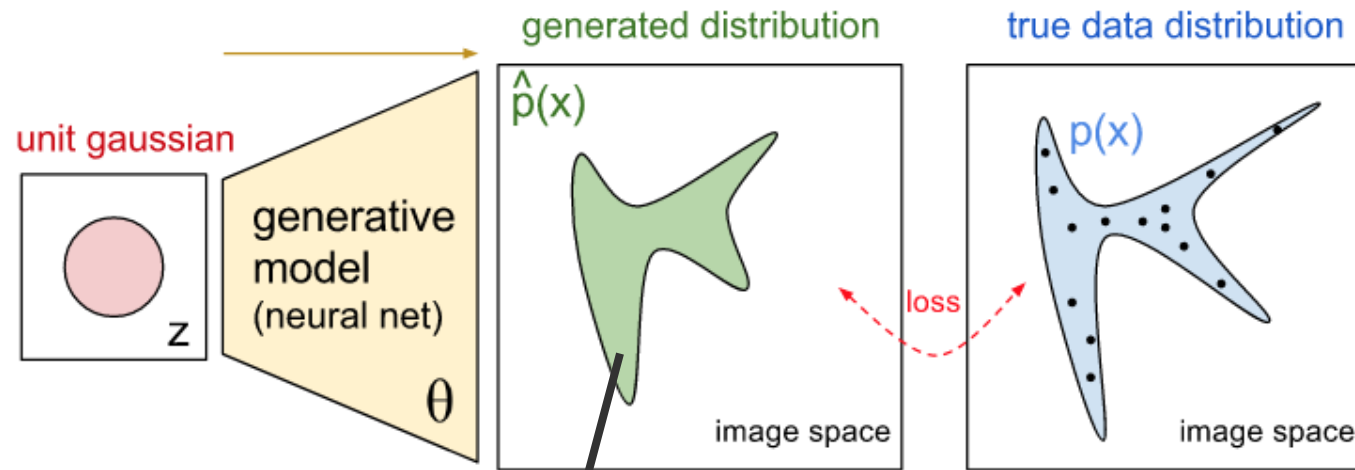 generated distribution
true data distribution
p̂(x)
unit gaussian
p(x)
generative
model
(neural net)
z
θ
loss
image space
image space